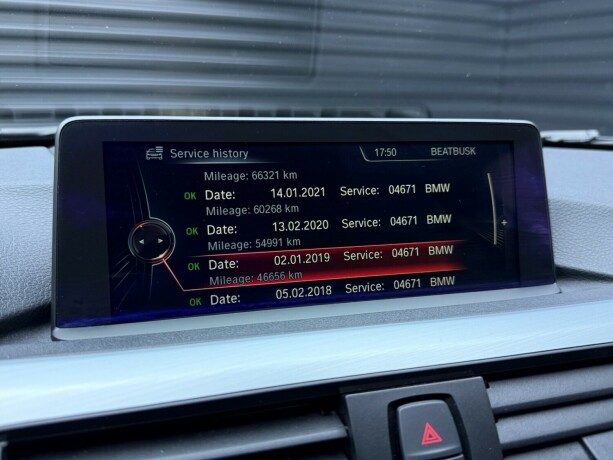 Service history 17:50 BEATBUSK
Mileage: 66321 km
OK Date: 14.01.2021 Service: 04671 BMW
Mileage: 60268 km
OK Date: 13.02.2020 Service: 04671 BMW
Mileage: 54991 km
OK Date: 02.01.2019 Service: 04671 BMW
Mileage: 46656 km
OK Date: 05.02.2018 Service: 04671 BMW